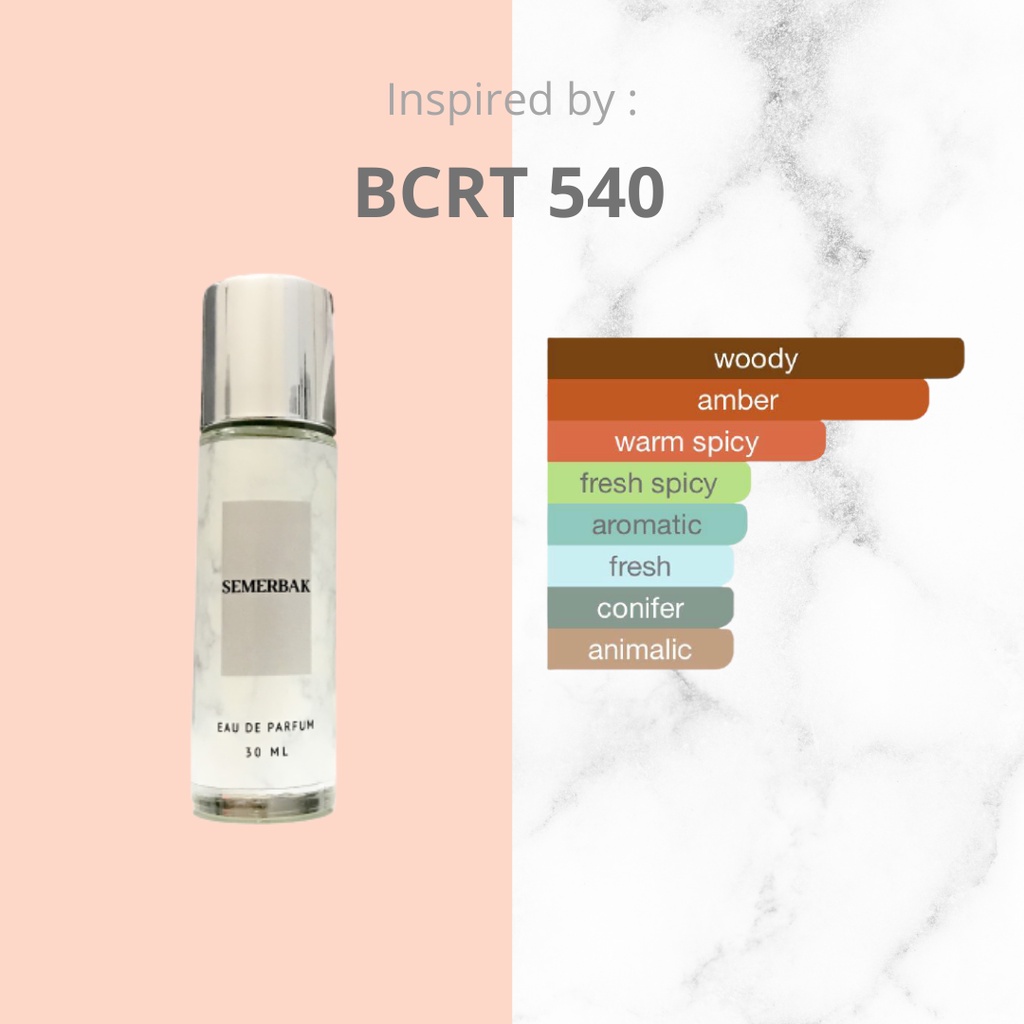 Inspired by :
BCRT 540
woody
amber
warm spicy
fresh spicy
aromatic
fresh
conifer
animalic
SEMERBAK
EAU DE PARFUM
30 ML